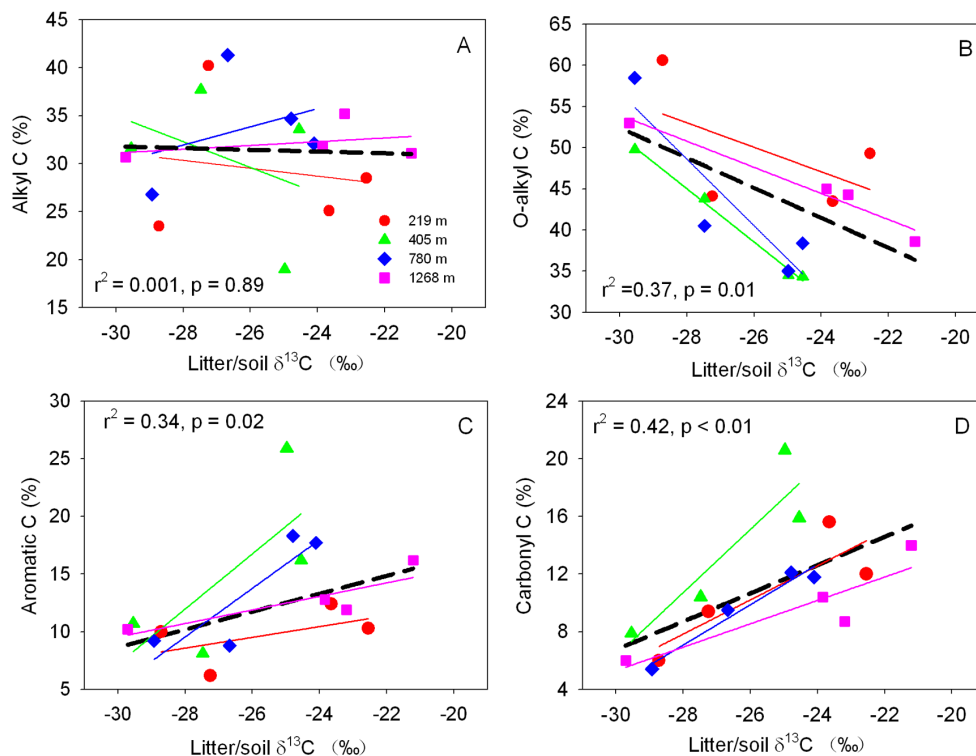 A
Alkyl C (%)
45
40
35
30
25
20
15
219 m
405 m
780 m
1268 m
r² = 0.001, p = 0.89
-30 -28 -26 -24 -22 -20
Litter/soil δ¹³C (‰)
B
O-alkyl C (%)
65
60
55
50
45
40
35
30
r² =0.37, p = 0.01
-30 -28 -26 -24 -22 -20
Litter/soil δ¹³C (‰)
r² = 0.34, p = 0.02
C
Aromatic C (%)
30
25
20
15
10
5
-30 -28 -26 -24 -22 -20
Litter/soil δ¹³C (‰)
r² = 0.42, p < 0.01
D
Carbonyl C (%)
24
20
16
12
8
4
-30 -28 -26 -24 -22 -20
Litter/soil δ¹³C (‰)